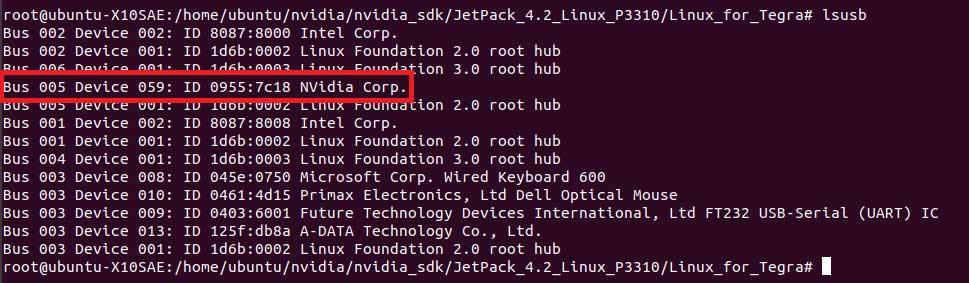 root@ubuntu-X10SAE:/home/ubuntu/nvidia/nvidia_sdk/JetPack_4.2_Linux_P3310/Linux_for_Tegra# lsusb
Bus 002 Device 002: ID 8087:8000 Intel Corp.
Bus 002 Device 001: ID 1d6b:0002 Linux Foundation 2.0 root hub
Bus 006 Device 001: ID 1d6b:0003 Linux Foundation 3.0 root hub
Bus 005 Device 059: ID 0955:7c18 NVidia Corp.
Bus 005 Device 001: ID 1d6b:0002 Linux Foundation 2.0 root hub
Bus 001 Device 002: ID 8087:8008 Intel Corp.
Bus 001 Device 001: ID 1d6b:0002 Linux Foundation 2.0 root hub
Bus 004 Device 001: ID 1d6b:0003 Linux Foundation 3.0 root hub
Bus 003 Device 008: ID 045e:0750 Microsoft Corp. Wired Keyboard 600
Bus 003 Device 010: ID 0461:4d15 Primax Electronics, Ltd Dell Optical Mouse
Bus 003 Device 009: ID 0403:6001 Future Technology Devices International, Ltd FT232 USB-Serial (UART) IC
Bus 003 Device 013: ID 125f:db8a A-DATA Technology Co., Ltd.
Bus 003 Device 001: ID 1d6b:0002 Linux Foundation 2.0 root hub
root@ubuntu-X10SAE:/home/ubuntu/nvidia/nvidia_sdk/JetPack_4.2_Linux_P3310/Linux_for_Tegra#